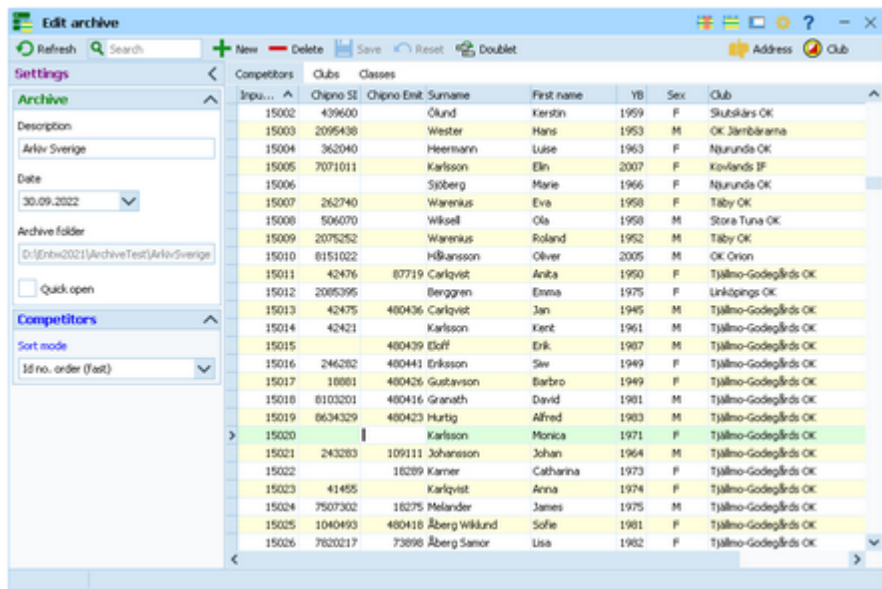 Edit archive
Refresh Search New Delete Save Reset Doublet Address Club
Settings
Archive
Description
Arkiv Sverige
Date
30.09.2022
Archive folder
D:\Entw2021\ArchiveTest\ArkivSverige
Quick open
Competitors
Sort mode
Id no. order (fast)
Competitors Clubs Classes
Inpu... Chipno SI Chipno Emit Surname First name YB Sex Club
15002 439600 Ölund Kerstin 1959 F Skutskärs OK
15003 2095438 Wester Hans 1953 M OK Järnbärarna
15004 362040 Heermann Luise 1963 F Njurunda OK
15005 7071011 Karlsson Elin 2007 F Kovlands IF
15006 Sjöberg Marie 1966 F Njurunda OK
15007 262740 Warenius Eva 1958 F Täby OK
15008 506070 Wiksell Ola 1958 M Stora Tuna OK
15009 2075252 Warenius Roland 1952 M Täby OK
15010 8151022 Håkansson Oliver 2005 M OK Orion
15011 42476 87719 Carlqvist Anita 1950 F Tjällmo-Godegårds OK
15012 2085395 Berggren Emma 1975 F Linköpings OK
15013 42475 480436 Carlqvist Jan 1945 M Tjällmo-Godegårds OK
15014 42421 Karlsson Kent 1961 M Tjällmo-Godegårds OK
15015 480439 Eloff Erik 1987 M Tjällmo-Godegårds OK
15016 246282 480441 Eriksson Siw 1949 F Tjällmo-Godegårds OK
15017 18881 480426 Gustavson Barbro 1949 F Tjällmo-Godegårds OK
15018 8103201 480416 Granath David 1981 M Tjällmo-Godegårds OK
15019 8634329 480423 Hurtig Alfred 1983 M Tjällmo-Godegårds OK
15020 Karlsson Monica 1971 F Tjällmo-Godegårds OK
15021 243283 109111 Johansson Johan 1964 M Tjällmo-Godegårds OK
15022 18289 Karner Catharina 1973 F Tjällmo-Godegårds OK
15023 41455 Karlqvist Anna 1974 F Tjällmo-Godegårds OK
15024 7507302 18275 Melander James 1975 M Tjällmo-Godegårds OK
15025 1040493 480418 Åberg Wiklund Sofie 1981 F Tjällmo-Godegårds OK
15026 7820217 73898 Åberg Samor Lisa 1982 F Tjällmo-Godegårds OK